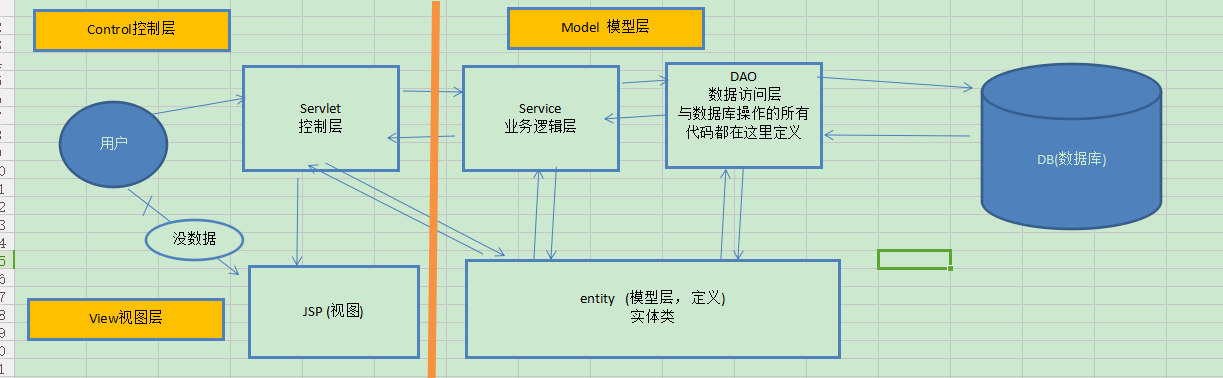 Control控制层
Model 模型层
Servlet
控制层
Service
业务逻辑层
DAO
数据访问层
与数据库操作的所有
代码都在这里定义
用户
DB(数据库)
没数据
JSP (视图)
entity (模型层，定义)
实体类
View视图层